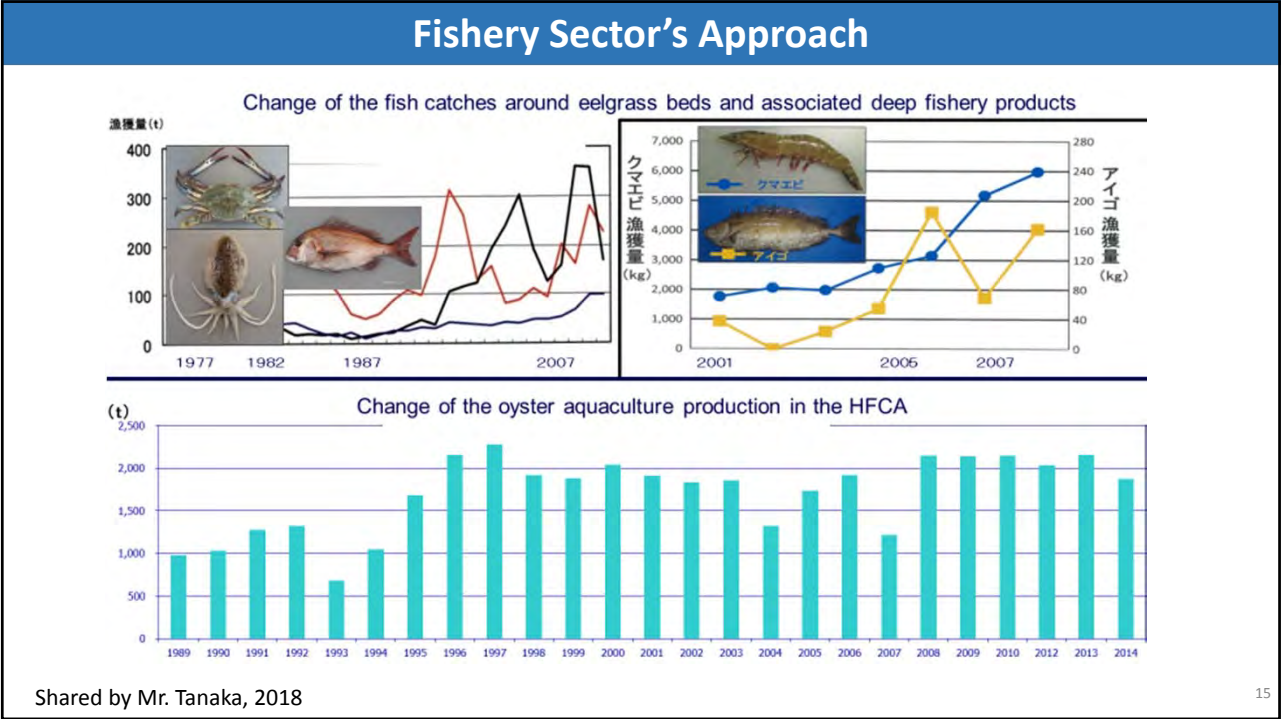 Fishery Sector's Approach
Change of the fish catches around eelgrass beds and associated deep fishery products
漁獲量(t)
400
300
200
100
0
1977 1982 1987 2007
クマエビ 漁獲量 (kg)
7,000
6,000
5,000
4,000
3,000
2,000
1,000
0
クマエビ
アイゴ
280
240
200
160
120
80
40
0
アイゴ 漁獲量 (kg)
2001 2005 2007
(t) Change of the oyster aquaculture production in the HFCA
2,500
2,000
1,500
1,000
500
0
1989 1990 1991 1992 1993 1994 1995 1996 1997 1998 1999 2000 2001 2002 2003 2004 2005 2006 2007 2008 2009 2010 2012 2013 2014
Shared by Mr. Tanaka, 2018
15